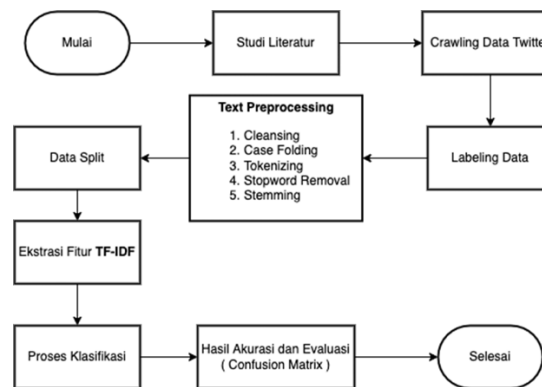 Mulai
Studi Literatur
Crawling Data Twitte
Labeling Data
Text Preprocessing
1. Cleansing
2. Case Folding
3. Tokenizing
4. Stopword Removal
5. Stemming
Data Split
Ekstrasi Fitur TF-IDF
Proses Klasifikasi
Hasil Akurasi dan Evaluasi
( Confusion Matrix )
Selesai